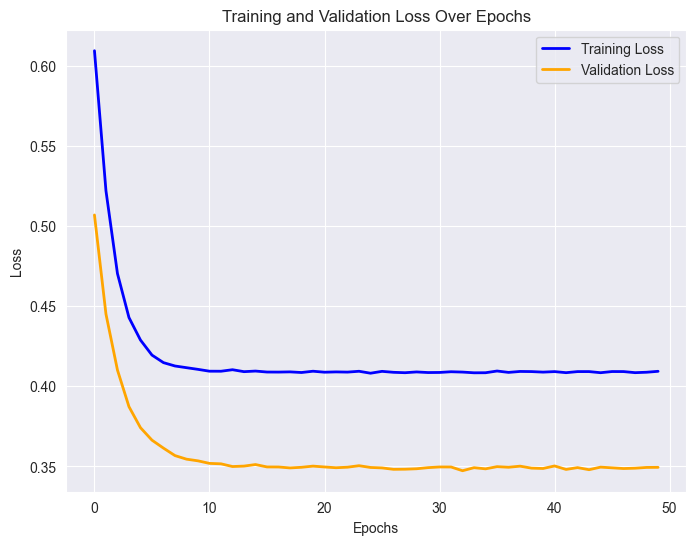 Training and Validation Loss Over Epochs
Training Loss
Validation Loss
0.60
0.55
0.50
0.45
0.40
0.35
Loss
0 10 20 30 40 50
Epochs